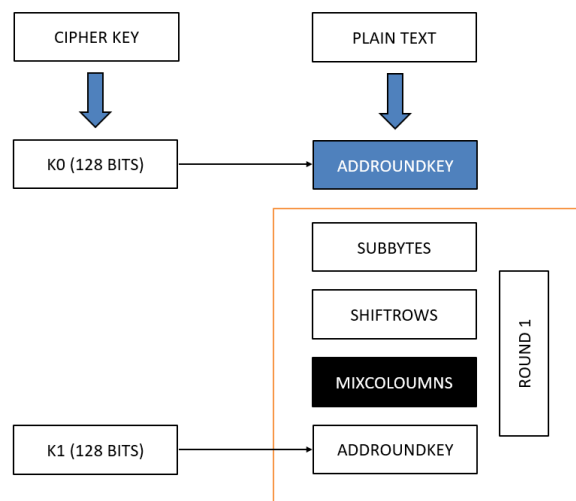 CIPHER KEY
PLAIN TEXT
K0 (128 BITS)
ADDROUNDKEY
SUBBYTES
SHIFTROWS
MIXCOLOUMNS
ROUND 1
K1 (128 BITS)
ADDROUNDKEY